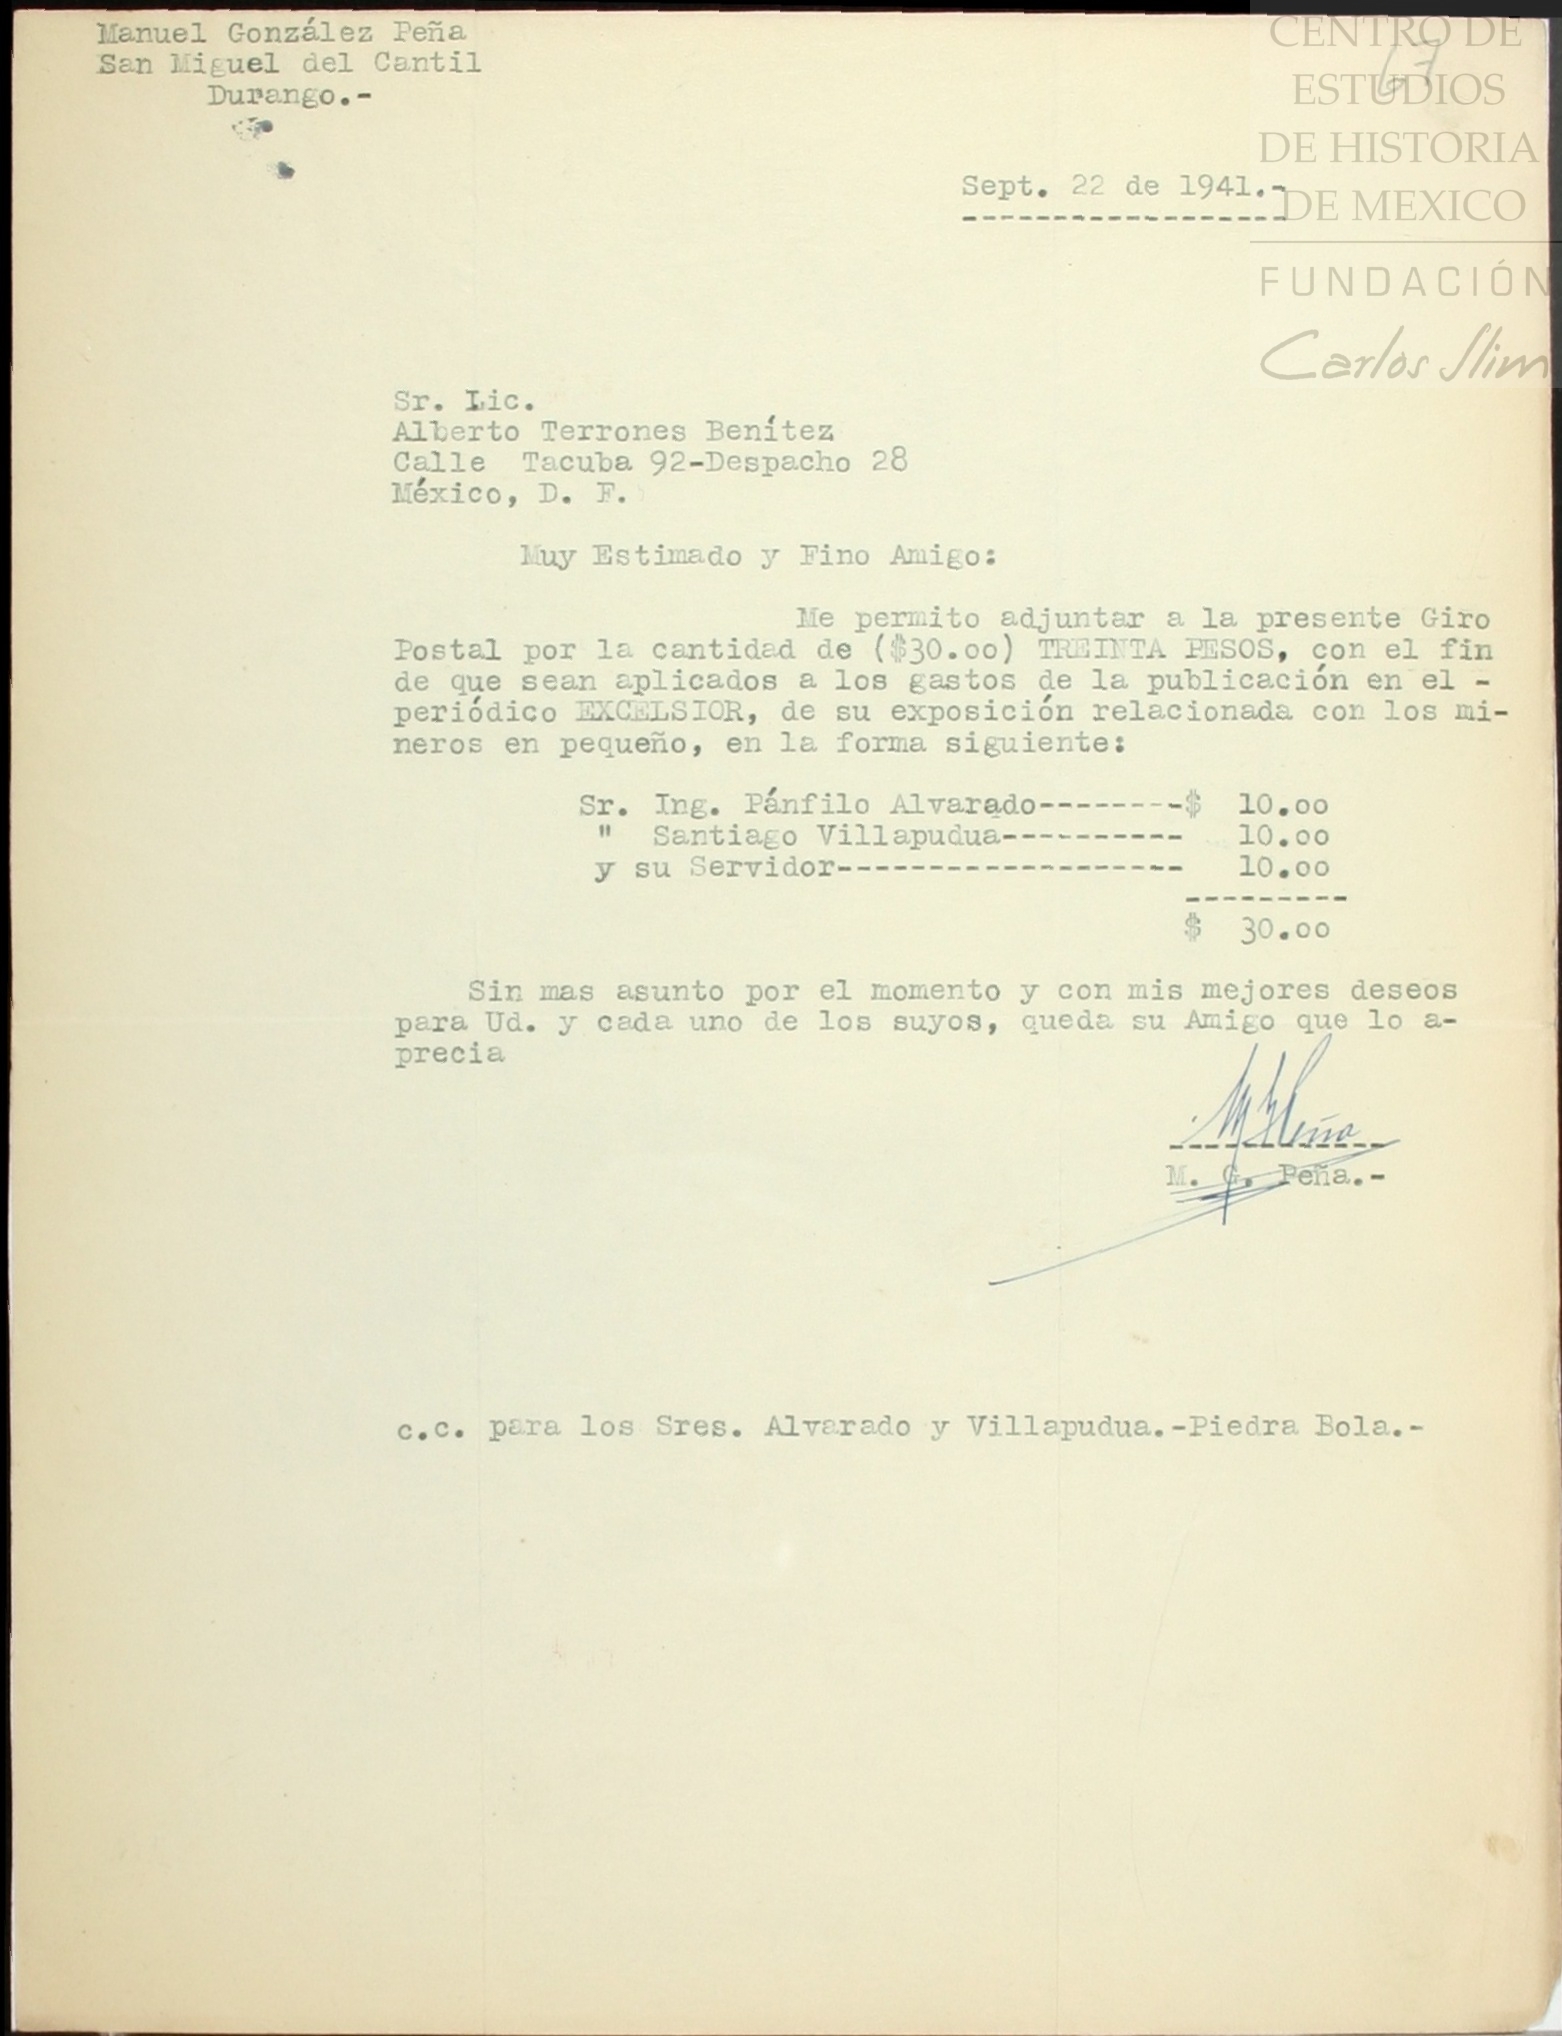 Manuel González Peña
San Miguel del Cantil
Durango.-
67
CENTRO DE
ESTUDIOS
DE HISTORIA
DE MEXICO
FUNDACIÓN
Carlos Slim
Sept. 22 de 1941.-
------------------
Sr. Lic.
Alberto Terrones Benítez
Calle Tacuba 92-Despacho 28
México, D. F.
Muy Estimado y Fino Amigo:
Me permito adjuntar a la presente Giro
Postal por la cantidad de ($30.oo) TREINTA PESOS, con el fin
de que sean aplicados a los gastos de la publicación en el -
periódico EXCELSIOR, de su exposición relacionada con los mi-
neros en pequeño, en la forma siguiente:
Sr. Ing. Pánfilo Alvarado--------$ 10.oo
" Santiago Villapudua---------- 10.oo
y su Servidor------------------- 10.oo
---------
$ 30.oo
Sin mas asunto por el momento y con mis mejores deseos
para Ud. y cada uno de los suyos, queda su Amigo que lo a-
precia
M G Peña
------------
M. G. Peña.-
c.c. para los Sres. Alvarado y Villapudua.-Piedra Bola.-